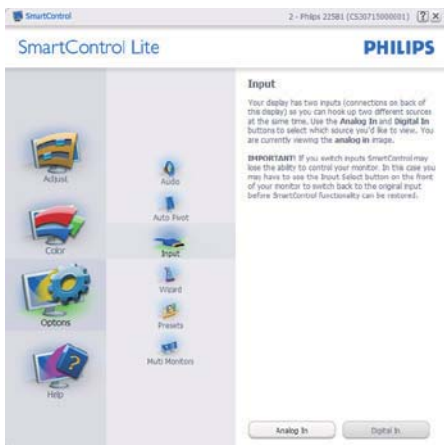 SmartControl
2 - Philips 225B1 (CS30715000001)
SmartControl Lite
PHILIPS
Adjust
Color
Options
Help
Audio
Auto Pivot
Input
Wizard
Presets
Multi Monitors
Input
Your display has two inputs (connections on back of
this display) so you can hook up two different sources
at the same time. Use the Analog In and Digital In
buttons to select which source you'd like to view. You
are currently viewing the analog in image.
IMPORTANT! If you switch inputs SmartControl may
lose the ability to control your monitor. In this case you
may have to use the Input Select button on the front
of your monitor to switch back to the original input
before SmartControl functionality can be restored.
Analog In
Digital In